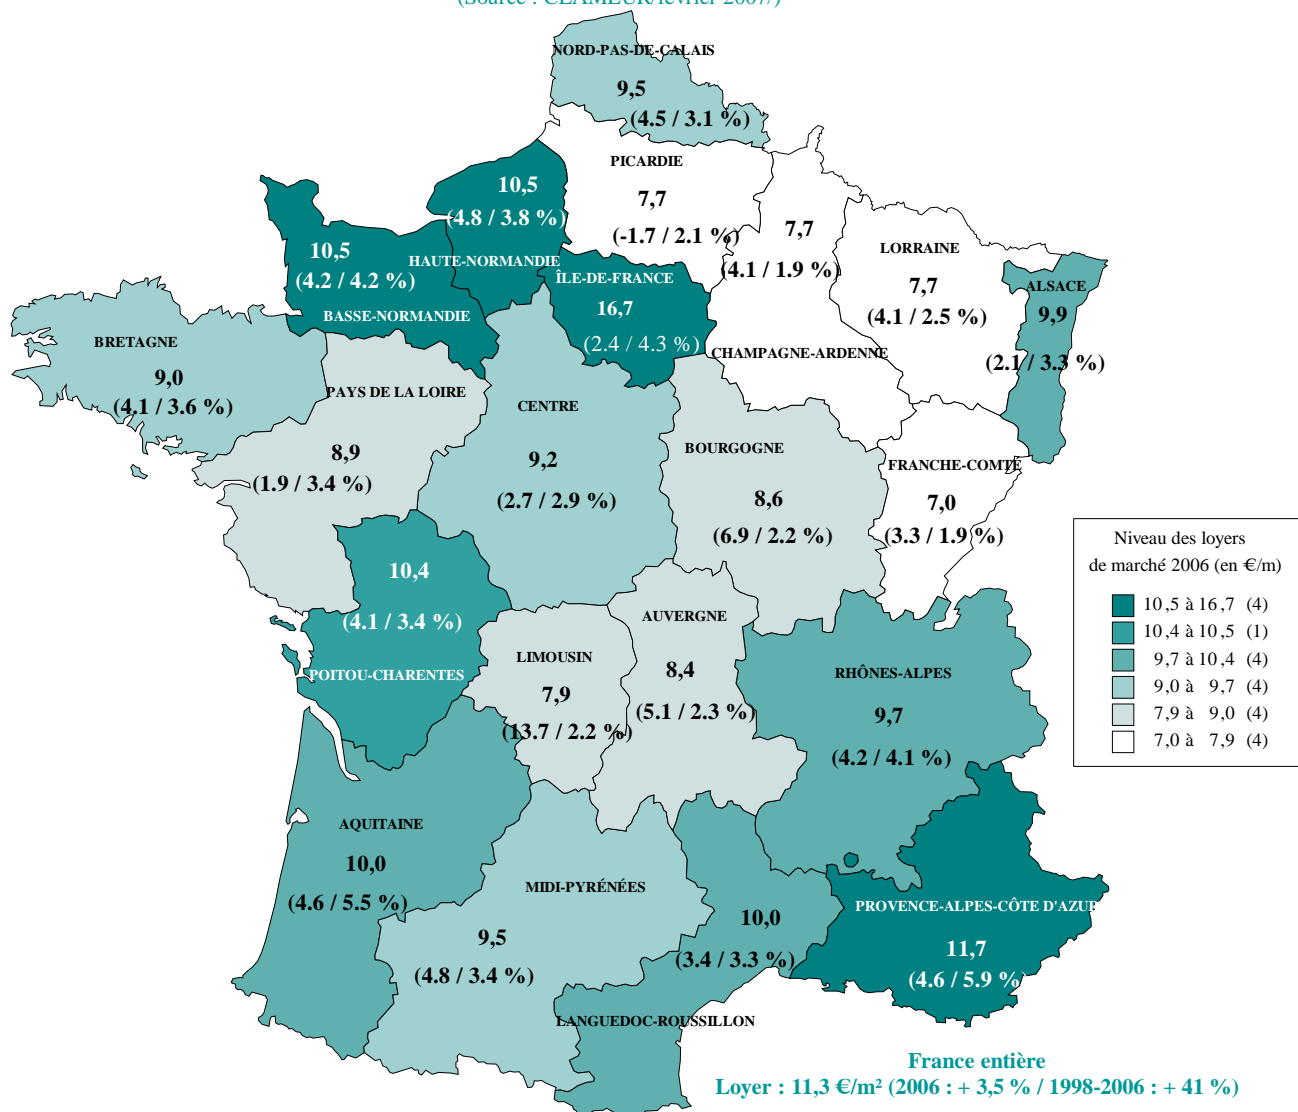 (Source : CLAMEUR/février 2007/)
NORD-PAS-DE-CALAIS
9,5
(4.5 / 3.1 %)
PICARDIE
7,7
(-1.7 / 2.1 %)
10,5
(4.8 / 3.8 %)
HAUTE-NORMANDIE
10,5
(4.2 / 4.2 %)
BASSE-NORMANDIE
ÎLE-DE-FRANCE
16,7
(2.4 / 4.3 %)
7,7
(4.1 / 1.9 %)
CHAMPAGNE-ARDENNE
LORRAINE
7,7
(4.1 / 2.5 %)
ALSACE
9,9
(2.1 / 3.3 %)
BRETAGNE
9,0
(4.1 / 3.6 %)
PAYS DE LA LOIRE
8,9
(1.9 / 3.4 %)
CENTRE
9,2
(2.7 / 2.9 %)
BOURGOGNE
8,6
(6.9 / 2.2 %)
FRANCHE-COMTÉ
7,0
(3.3 / 1.9 %)
10,4
(4.1 / 3.4 %)
POITOU-CHARENTES
LIMOUSIN
7,9
(13.7 / 2.2 %)
AUVERGNE
8,4
(5.1 / 2.3 %)
RHÔNES-ALPES
9,7
(4.2 / 4.1 %)
Niveau des loyers
de marché 2006 (en €/m)
10,5 à 16,7 (4)
10,4 à 10,5 (1)
9,7 à 10,4 (4)
9,0 à 9,7 (4)
7,9 à 9,0 (4)
7,0 à 7,9 (4)
AQUITAINE
10,0
(4.6 / 5.5 %)
MIDI-PYRÉNÉES
9,5
(4.8 / 3.4 %)
10,0
(3.4 / 3.3 %)
LANGUEDOC-ROUSSILLON
PROVENCE-ALPES-CÔTE D'AZUR
11,7
(4.6 / 5.9 %
France entière
Loyer : 11,3 €/m² (2006 : + 3,5 % / 1998-2006 : + 41 %)